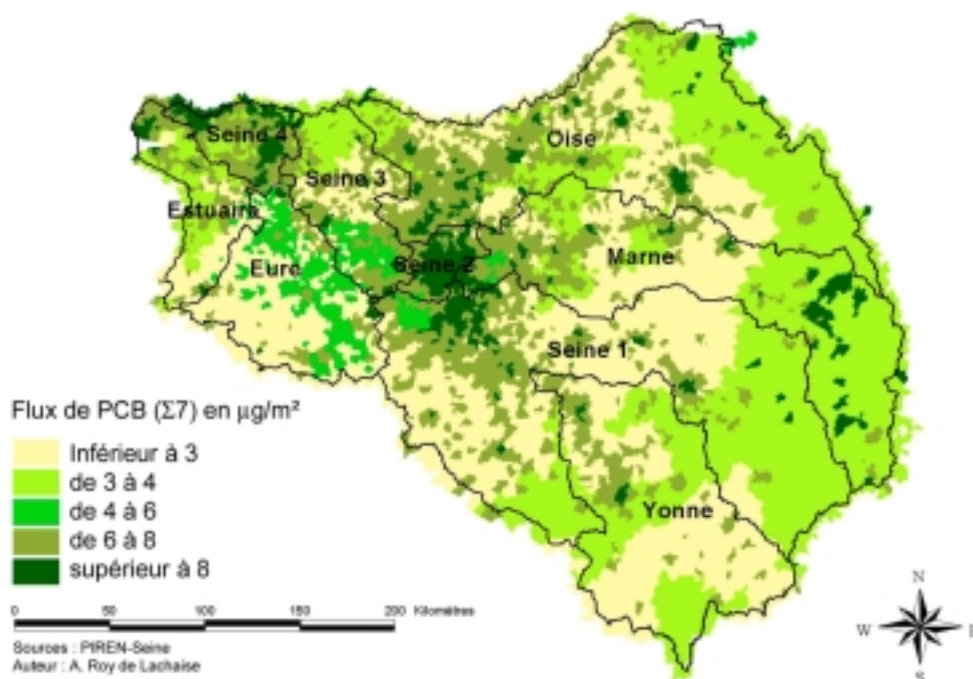 Seine 4
Oise
Seine 3
Estuaire
Eure
Seine 2
Marne
Seine 1
Yonne
Flux de PCB (Σ7) en µg/m²
Inférieur à 3
de 3 à 4
de 4 à 6
de 6 à 8
supérieur à 8
0 50 100 150 200 Kilomètres
Sources : PIREN-Seine
Auteur : A. Roy de Lachaise
N
W E
S